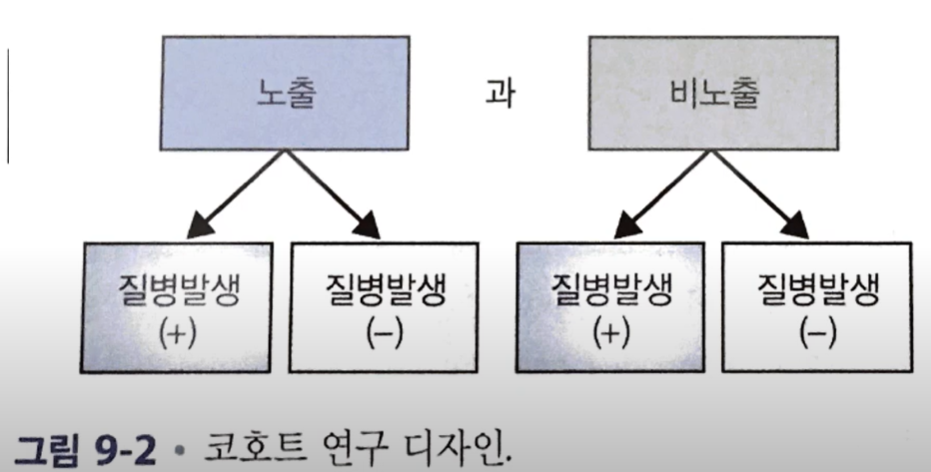 노출 과 비노출
질병발생 질병발생 질병발생 질병발생
(+) (−) (+) (−)
그림 9-2 • 코호트 연구 디자인.